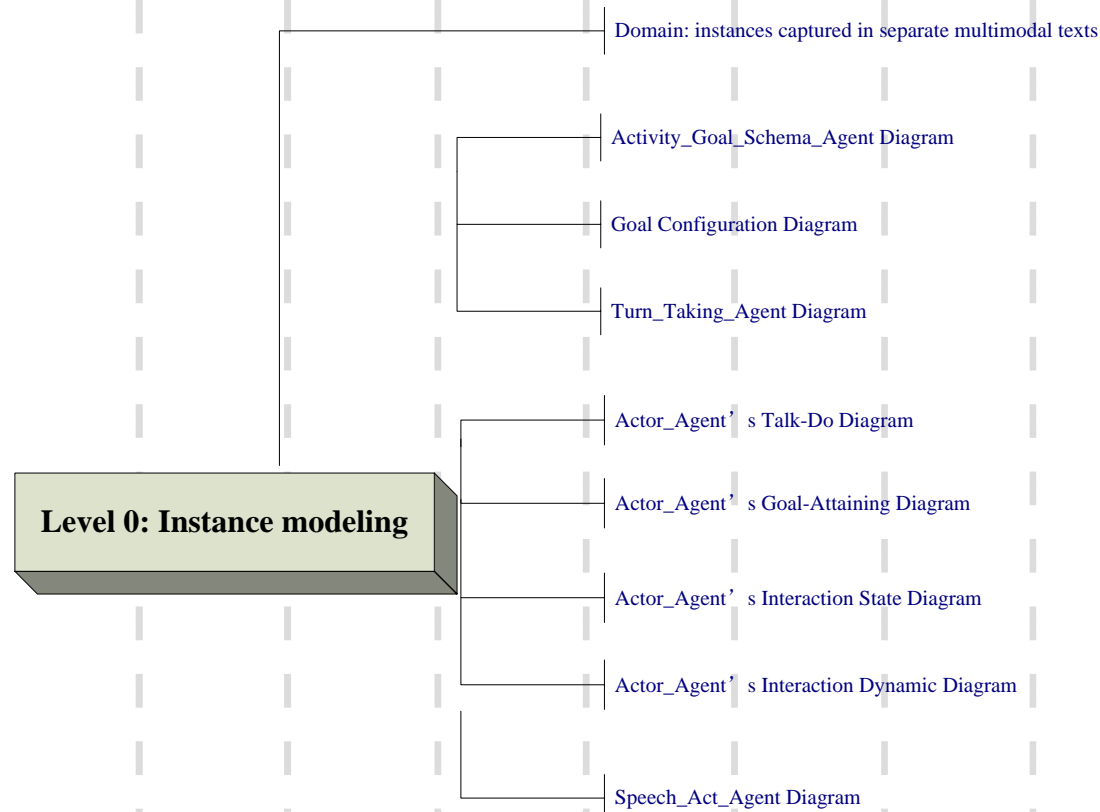 Domain: instances captured in separate multimodal texts
Activity_Goal_Schema_Agent Diagram
Goal Configuration Diagram
Turn_Taking_Agent Diagram
Actor_Agent’s Talk-Do Diagram
Level 0: Instance modeling
Actor_Agent’s Goal-Attaining Diagram
Actor_Agent’s Interaction State Diagram
Actor_Agent’s Interaction Dynamic Diagram
Speech_Act_Agent Diagram